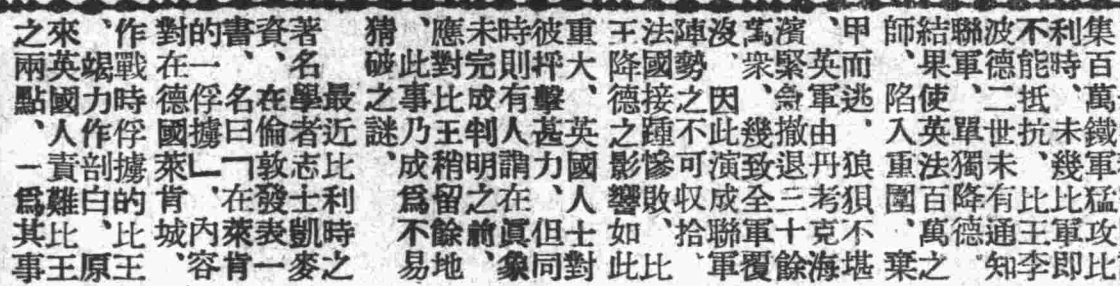 集百萬鐵軍猛攻比
利時、未幾比軍即
不能抵抗、比王李
波德二世未有通知
聯軍、單獨降德。
結果使英法百萬之
師、陷入重圍、棄
甲而逃、狼狽不堪
、英軍由丹考克海
濱緊急撤退三十餘
萬衆、幾致全軍覆
沒、因此演成聯軍
陣勢之不可收拾、
法國接踵慘敗、比
王降德之影響如此
重大、英國人士對
彼抨擊甚力、但同
時則有人謂在眞象
未完成判明之前、
應對比王稍留餘地
、此事乃成爲不易
猜破之謎、
最近比利時之
著名學者志士凱麥
資、在倫敦發表一
書、名曰「在萊肯
的一俘擄」、內容
對在德國萊肯城、
作戰時俘擄的比王
、竭力作剖白、原
來英國人責難比王
之兩點、一爲其事